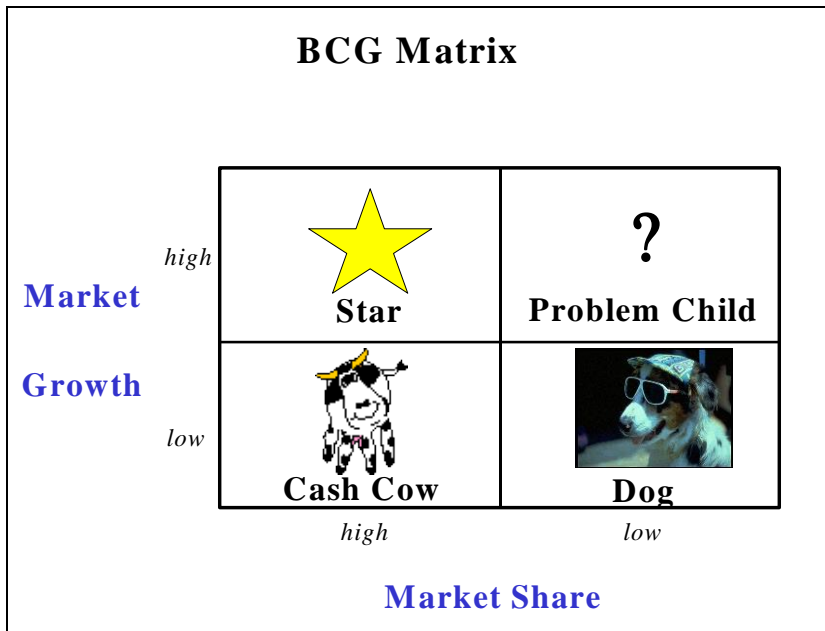 BCG Matrix
high
?
Market
Star
Problem Child
Growth
low
Cash Cow
Dog
high
low
Market Share